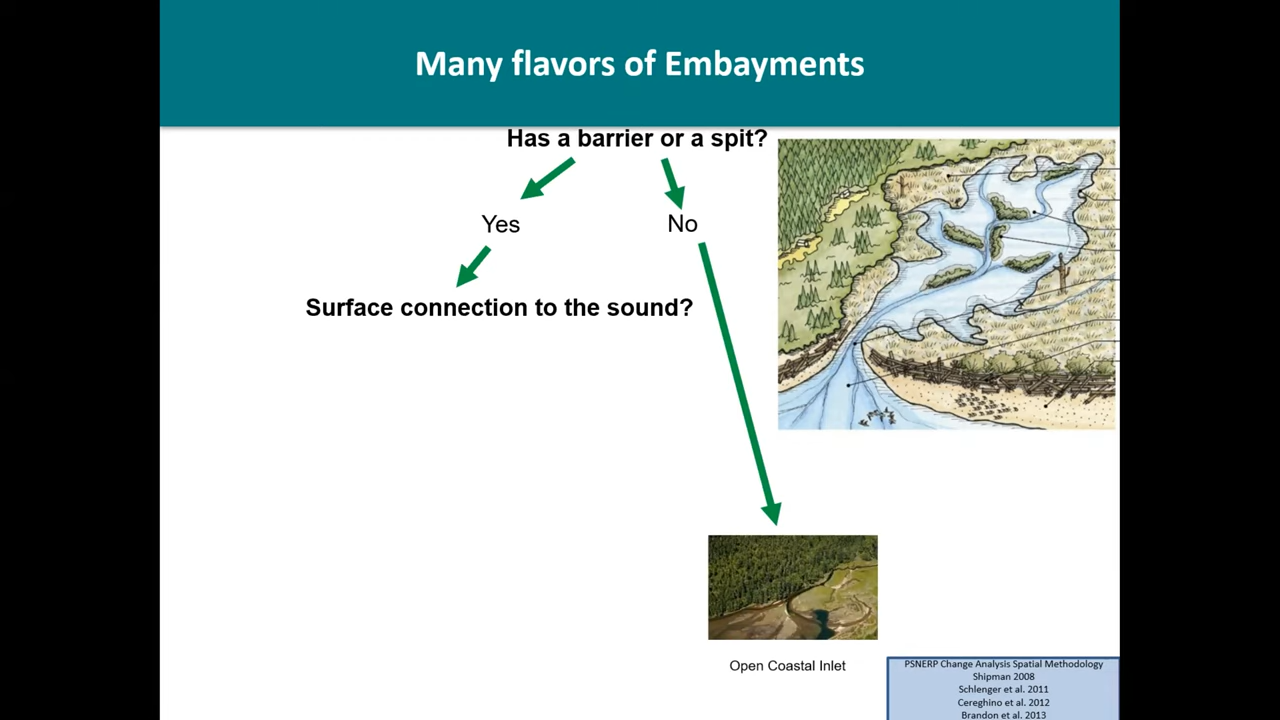 Many flavors of Embayments
Has a barrier or a spit?
Yes
No
Surface connection to the sound?
Open Coastal Inlet
PSNERP Change Analysis Spatial Methodology
Shipman 2008
Schlenger et al. 2011
Cereghino et al. 2012
Brandon et al. 2013